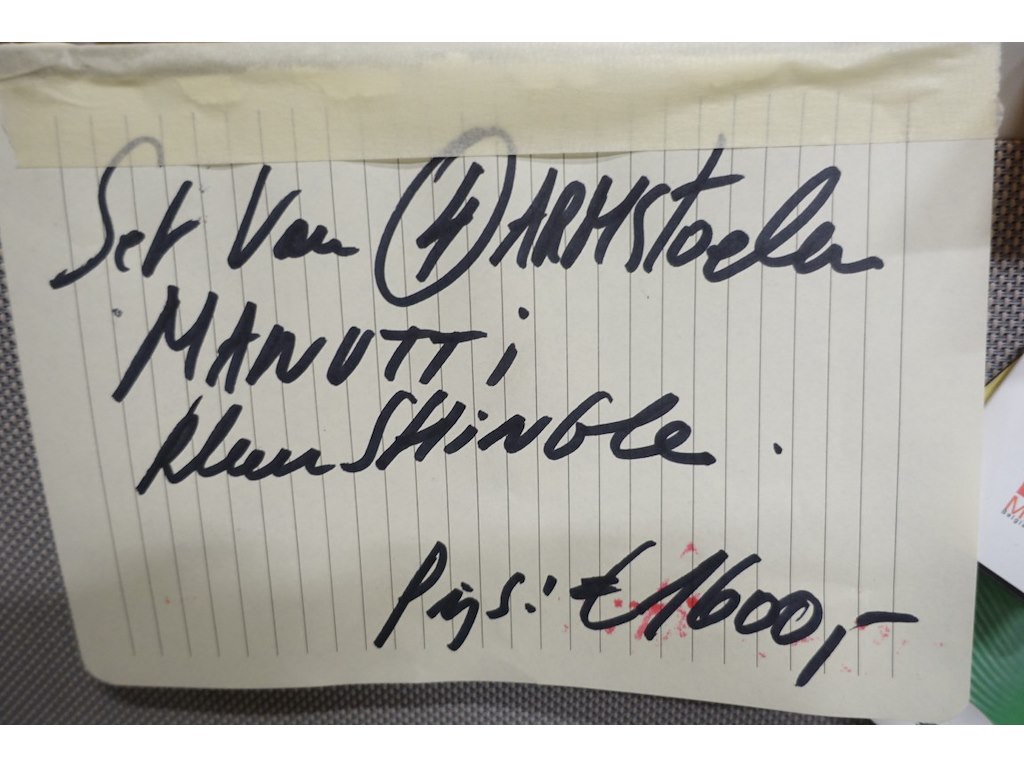 Set Van (4) ARMStoelen
MANUTTi
kleur SHiNGle.
Prijs: € 1600,-